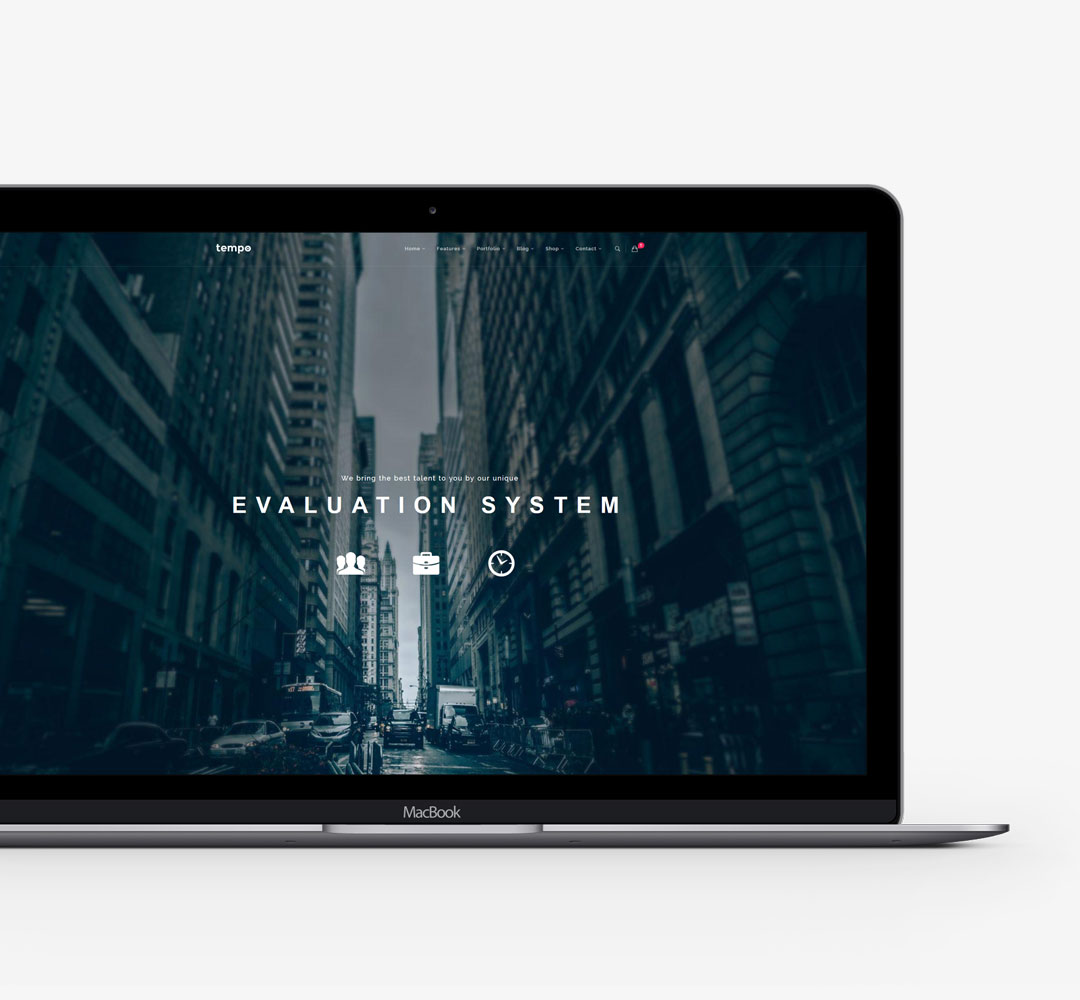 tempo Home Features Portfolio Blog Shop Contact
We bring the best talent to you by our unique
EVALUATION SYSTEM
MacBook